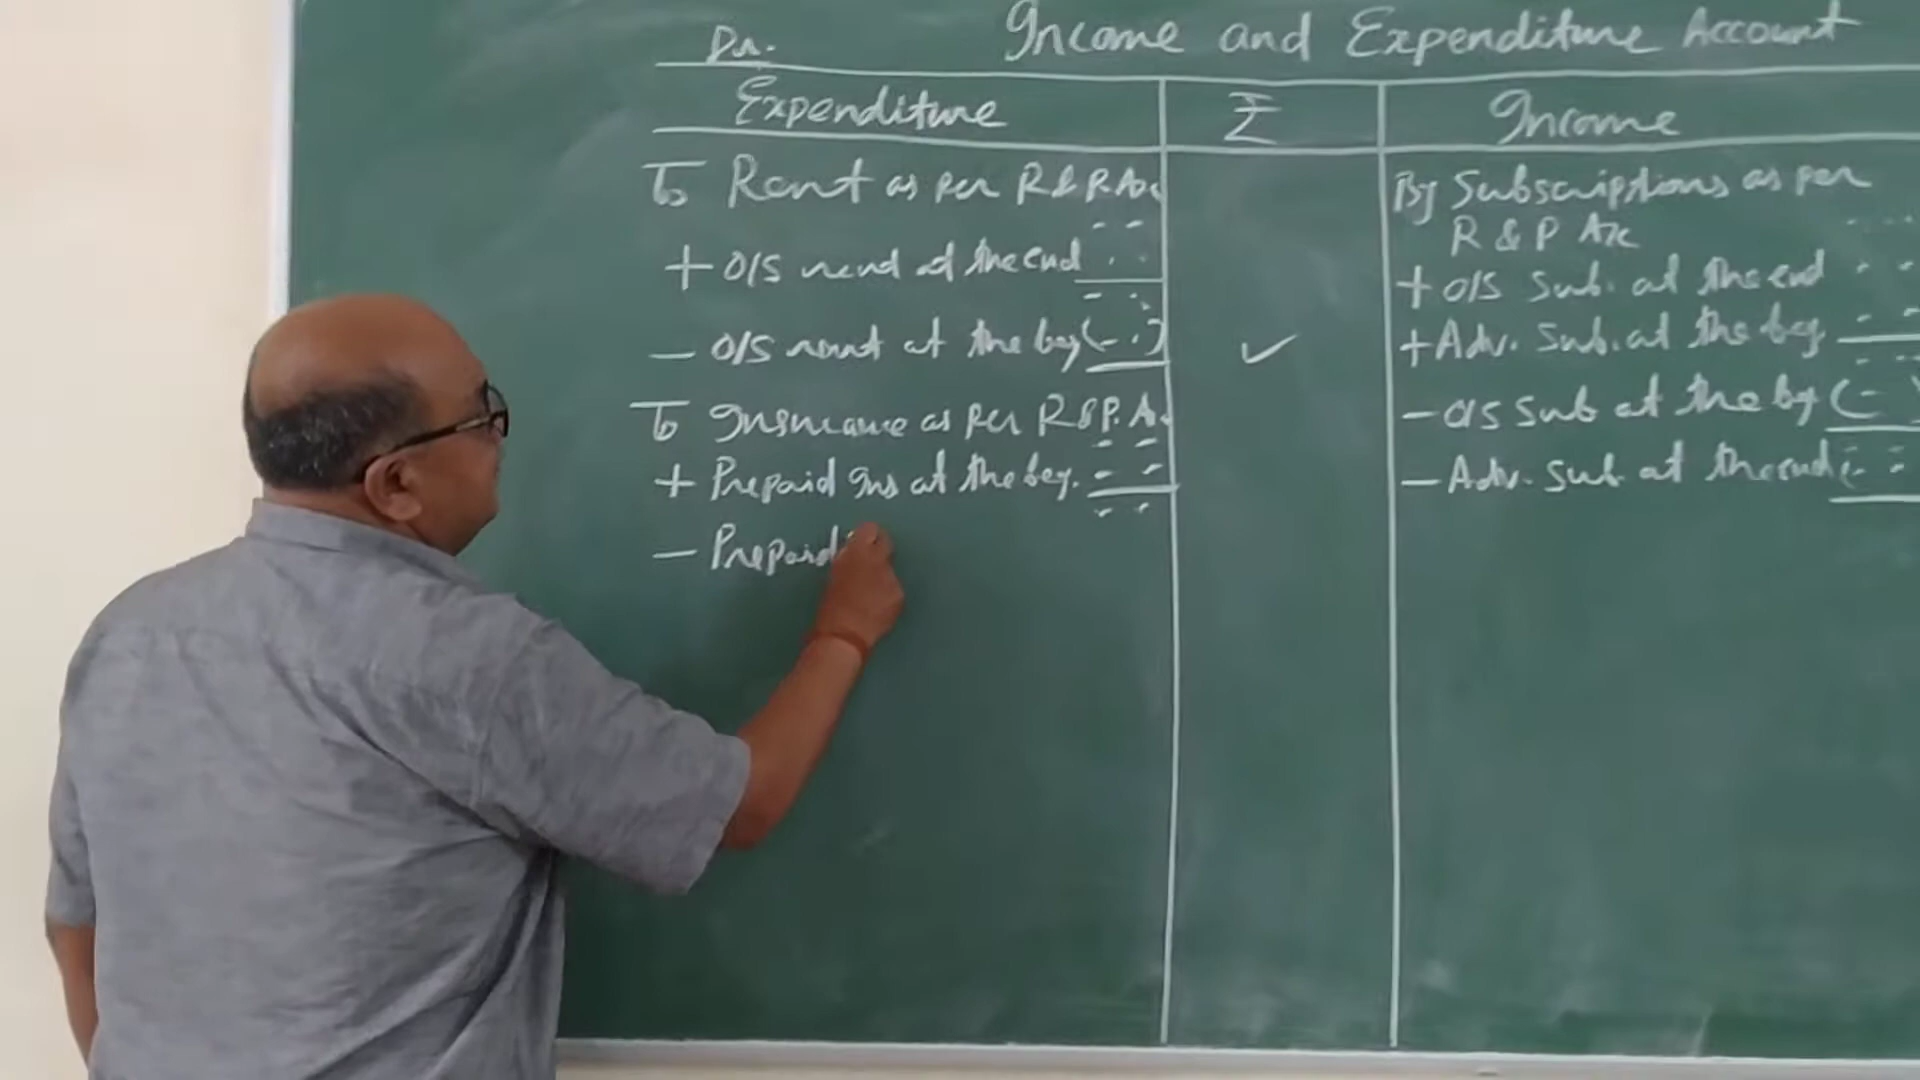 Income and Expenditure Account
Dr.
Expenditure ₹ Income
To Rent as per R & P. A/c
+ O/S rent at the end
- O/S rent at the beg (- .) ✓
To Insurance as per R & P. A/c
+ Prepaid Ins at the beg.
- Prepaid
By Subscriptions as per
R & P A/c
+ O/S Sub. at the end
+ Adv. Sub. at the beg
- O/S Sub at the beg (-
- Adv. Sub. at the end